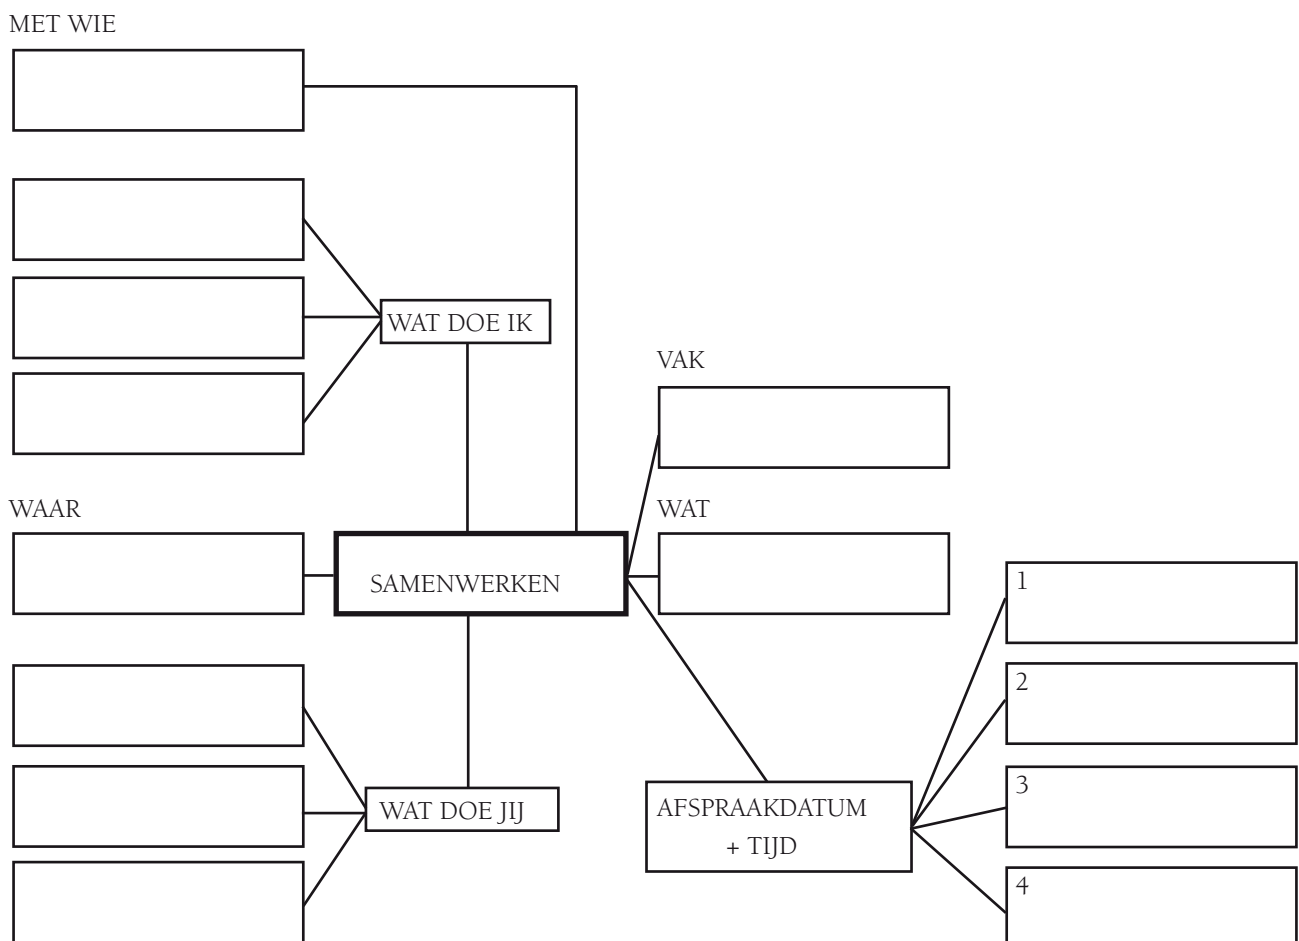 MET WIE
WAT DOE IK
VAK
WAAR
WAT
SAMENWERKEN
1
2
3
4
WAT DOE JIJ
AFSPRAAKDATUM
+ TIJD